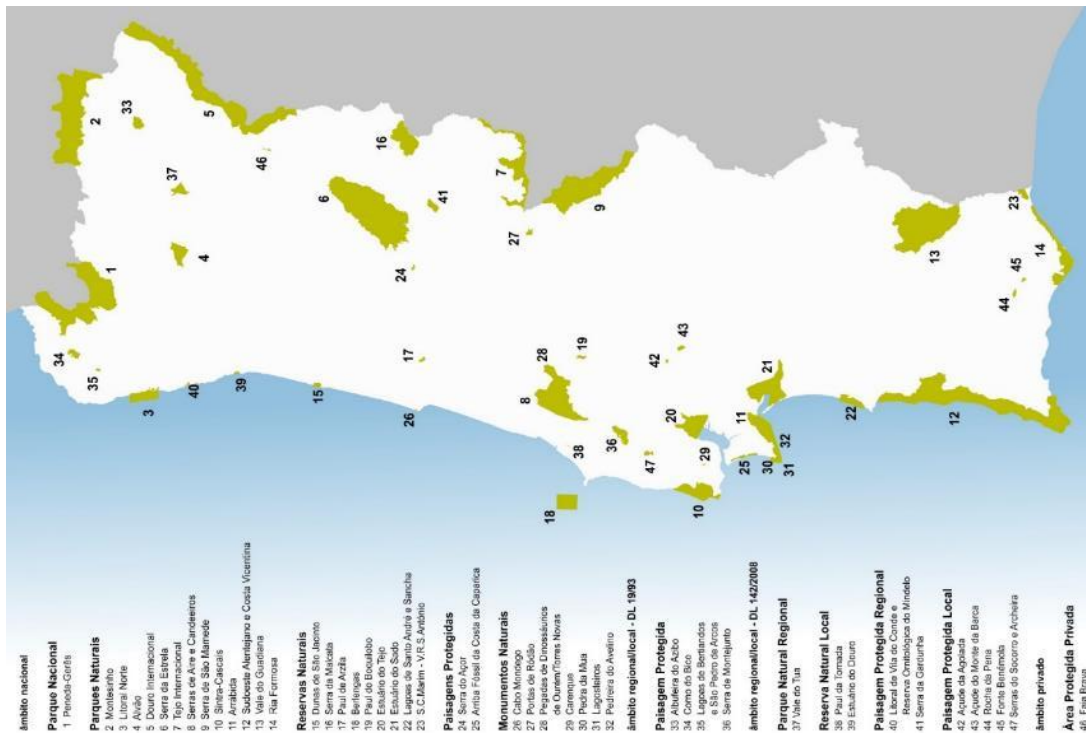 âmbito nacional
Parque Nacional
1 Peneda-Gerês
Parques Naturais
2 Montesinho
3 Litoral Norte
4 Alvão
5 Douro Internacional
6 Serra da Estrela
7 Tejo Internacional
8 Serras de Aire e Candeeiros
9 Serra de São Mamede
10 Sintra-Cascais
11 Arrábida
12 Sudoeste Alentejano e Costa Vicentina
13 Vale do Guadiana
14 Ria Formosa
Reservas Naturais
15 Dunas de São Jacinto
16 Serra da Malcata
17 Paúl de Arzila
18 Berlengas
19 Paul do Boquilobo
20 Estuário do Tejo
21 Estuário do Sado
22 Lagoas de Santo André e Sancha
23 S.C.Marim - V.R.S.António
Paisagens Protegidas
24 Serra do Açor
25 Arriba Fóssil da Costa da Caparica
Monumentos Naturais
26 Cabo Mondego
27 Portas de Ródão
28 Pegadas de Dinossáurios
de Ourém/Torres Novas
29 Carenque
30 Pedra da Mua
31 Lagosteiros
32 Pedreira do Avelino
âmbito regional/local - DL 19/93
Paisagem Protegida
33 Albufeira do Azibo
34 Corno do Bico
35 Lagoas de Bertiandos
e São Pedro de Arcos
36 Serra de Montejunto
âmbito regional/local - DL 142/2008
Parque Natural Regional
37 Vale do Tua
Reserva Natural Local
38 Paul da Tornada
39 Estuário do Douro
Paisagem Protegida Regional
40 Litoral de Vila do Conde e
Reserva Ornitológica do Mindelo
41 Serra da Gardunha
Paisagem Protegida Local
42 Açude da Agolada
43 Açude do Monte da Barca
44 Rocha da Pena
45 Fonte Benémola
47 Serras do Socorro e Archeira
âmbito privado
Área Protegida Privada
46 Faia Brava
34
35
1
2
33
37
4
5
3
40
39
46
15
6
16
17
24
41
26
7
27
28
8
19
9
38
36
18
42
43
47
20
29
10
21
11
25
30
32
31
22
13
12
23
45
44
14